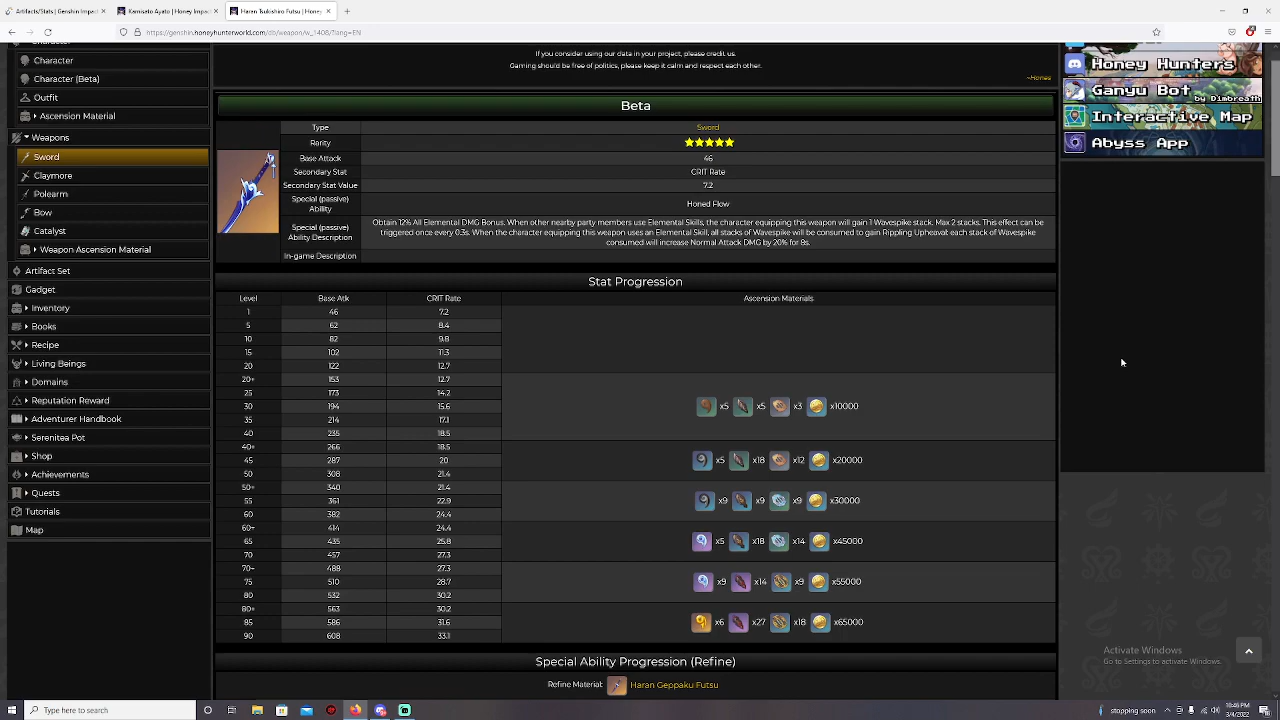 Artifacts/Stats | Genshin Impact
Kamisato Ayato | Honey Impact
Haran Tsukishiro Futsu | Honey
https://genshin.honeyhunterworld.com/db/weapon/w_1408/?lang=EN
Character
Character (Beta)
Outfit
Ascension Material
Weapons
Sword
Claymore
Polearm
Bow
Catalyst
Weapon Ascension Material
Artifact Set
Gadget
Inventory
Books
Recipe
Living Beings
Domains
Reputation Reward
Adventurer Handbook
Serenitea Pot
Shop
Achievements
Quests
Tutorials
Map
If you consider using our data in your project, please credit us.
Gaming should be free of politics, please keep it calm and respect each other.
~Hones
Beta
Type Sword
Rarity
Base Attack 46
Secondary Stat CRIT Rate
Secondary Stat Value 7.2
Special (passive) Ability Honed Flow
Special (passive) Ability Description
Obtain 12% All Elemental DMG Bonus. When other nearby party members use Elemental Skills, the character equipping this weapon will gain 1 Wavespike stack. Max 2 stacks. This effect can
be triggered once every 0.3s. When the character equipping this weapon uses an Elemental Skill, all stacks of Wavespike will be consumed to gain Rippling Upheaval: each stack of Wavespike
consumed will increase Normal Attack DMG by 20% for 8s.
In-game Description
Stat Progression
Level Base Atk CRIT Rate Ascension Materials
1 46 7.2
5 62 8.4
10 82 9.8
15 102 11.3
20 122 12.7
20+ 153 12.7
25 173 14.2
30 194 15.6 x5 x5 x3 x10000
35 214 17.1
40 235 18.5
40+ 266 18.5
45 287 20 x5 x18 x12 x20000
50 308 21.4
50+ 340 21.4
55 361 22.9 x9 x9 x9 x30000
60 382 24.4
60+ 414 24.4
65 435 25.8 x5 x18 x14 x45000
70 457 27.3
70+ 488 27.3
75 510 28.7 x9 x14 x9 x55000
80 532 30.2
80+ 563 30.2
85 586 31.6 x6 x27 x18 x65000
90 608 33.1
Special Ability Progression (Refine)
Refine Material: Haran Geppaku Futsu
Honey Hunters
Ganyu Bot
by Dimbreath
Interactive Map
Abyss App
Activate Windows
Go to Settings to activate Windows.
Type here to search
stopping soon
10:46 PM
3/4/2022